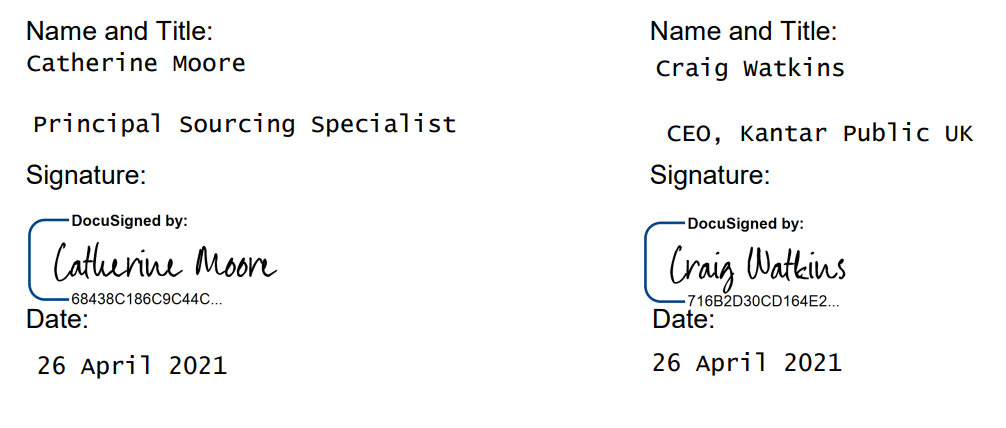 Name and Title:
Catherine Moore
Principal Sourcing Specialist
Signature:
DocuSigned by:
Catherine Moore
68438C186C9C44C...
Date:
26 April 2021
Name and Title:
Craig Watkins
CEO, Kantar Public UK
Signature:
DocuSigned by:
Craig Watkins
716B2D30CD164E2...
Date:
26 April 2021